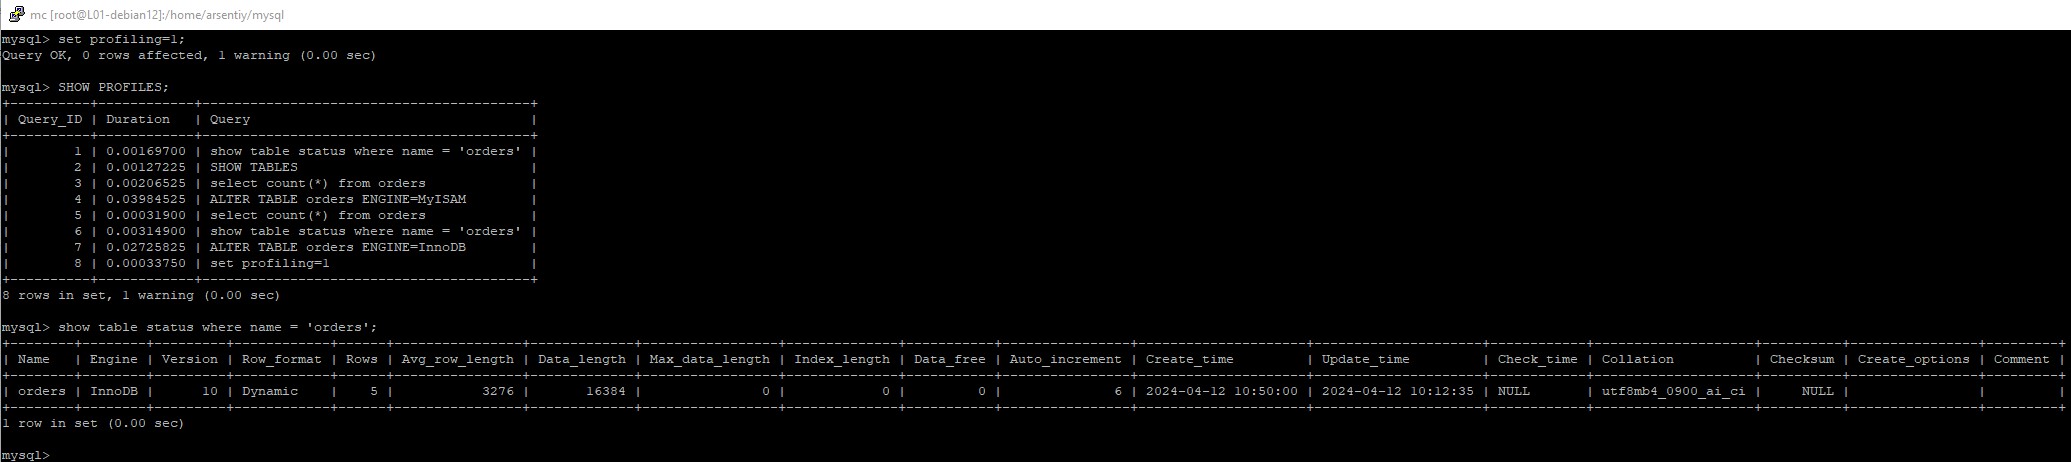 mc [root@L01-debian12]:/home/arsentiy/mysql
mysql> set profiling=1;
Query OK, 0 rows affected, 1 warning (0.00 sec)
mysql> SHOW PROFILES;
+----------+------------+-----------------------------------------+
| Query_ID | Duration   | Query                                   |
+----------+------------+-----------------------------------------+
|        1 | 0.00169700 | show table status where name = 'orders' |
|        2 | 0.00127225 | SHOW TABLES                             |
|        3 | 0.00206525 | select count(*) from orders             |
|        4 | 0.03984525 | ALTER TABLE orders ENGINE=MyISAM        |
|        5 | 0.00031900 | select count(*) from orders             |
|        6 | 0.00314900 | show table status where name = 'orders' |
|        7 | 0.02725825 | ALTER TABLE orders ENGINE=InnoDB        |
|        8 | 0.00033750 | set profiling=1                         |
+----------+------------+-----------------------------------------+
8 rows in set, 1 warning (0.00 sec)
mysql> show table status where name = 'orders';
+--------+--------+---------+------------+------+----------------+-------------+-----------------+--------------+-----------+----------------+---------------------+---------------------+------------+--------------------+----------+----------------+---------+
| Name   | Engine | Version | Row_format | Rows | Avg_row_length | Data_length | Max_data_length | Index_length | Data_free | Auto_increment | Create_time         | Update_time         | Check_time | Collation          | Checksum | Create_options | Comment |
+--------+--------+---------+------------+------+----------------+-------------+-----------------+--------------+-----------+----------------+---------------------+---------------------+------------+--------------------+----------+----------------+---------+
| orders | InnoDB |      10 | Dynamic    |    5 |           3276 |       16384 |               0 |            0 |         0 |              6 | 2024-04-12 10:50:00 | 2024-04-12 10:12:35 | NULL       | utf8mb4_0900_ai_ci |     NULL |                |         |
+--------+--------+---------+------------+------+----------------+-------------+-----------------+--------------+-----------+----------------+---------------------+---------------------+------------+--------------------+----------+----------------+---------+
1 row in set (0.00 sec)
mysql>